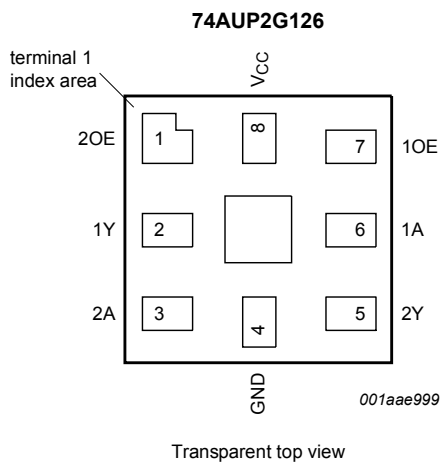 74AUP2G126
terminal 1
index area
VCC
2OE 1 8 7 1OE
1Y 2 6 1A
2A 3 4 5 2Y
GND
001aae999
Transparent top view